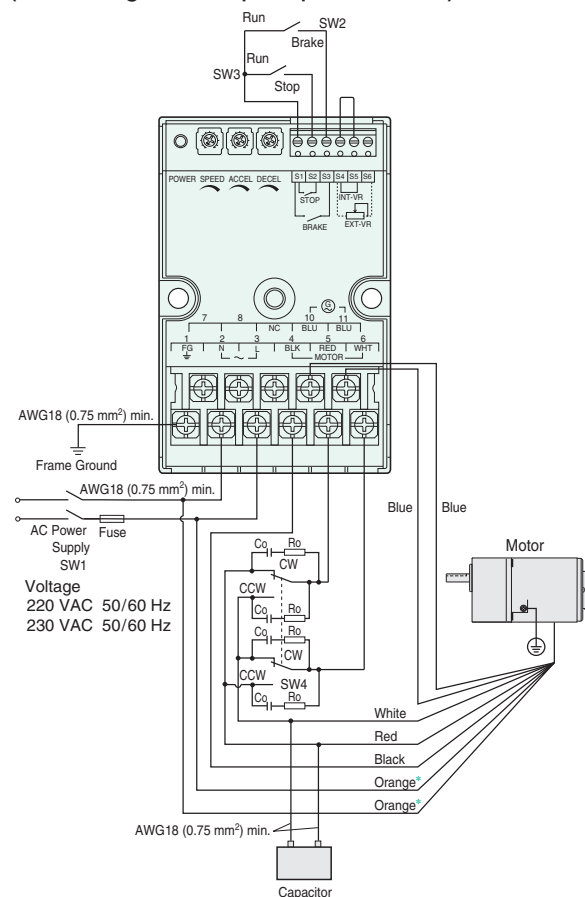 Run
SW2
Brake
Run
SW3
Stop
POWER SPEED ACCEL DECEL
S1 S2 S3 S4 S5 S6
STOP
INT-VR
BRAKE
EXT-VR
G
7 8 NC 10 BLU 11 BLU
1 FG 2 N 3 L 4 BLK 5 RED 6 WHT
MOTOR
AWG18 (0.75 mm²) min.
Frame Ground
AWG18 (0.75 mm²) min.
AC Power
Supply
SW1
Fuse
Voltage
220 VAC 50/60 Hz
230 VAC 50/60 Hz
Blue
Blue
Motor
Co Ro
CW
CCW
Co Ro
Co Ro
CW
CCW
SW4
Co Ro
White
Red
Black
Orange*
Orange*
AWG18 (0.75 mm²) min.
Capacitor